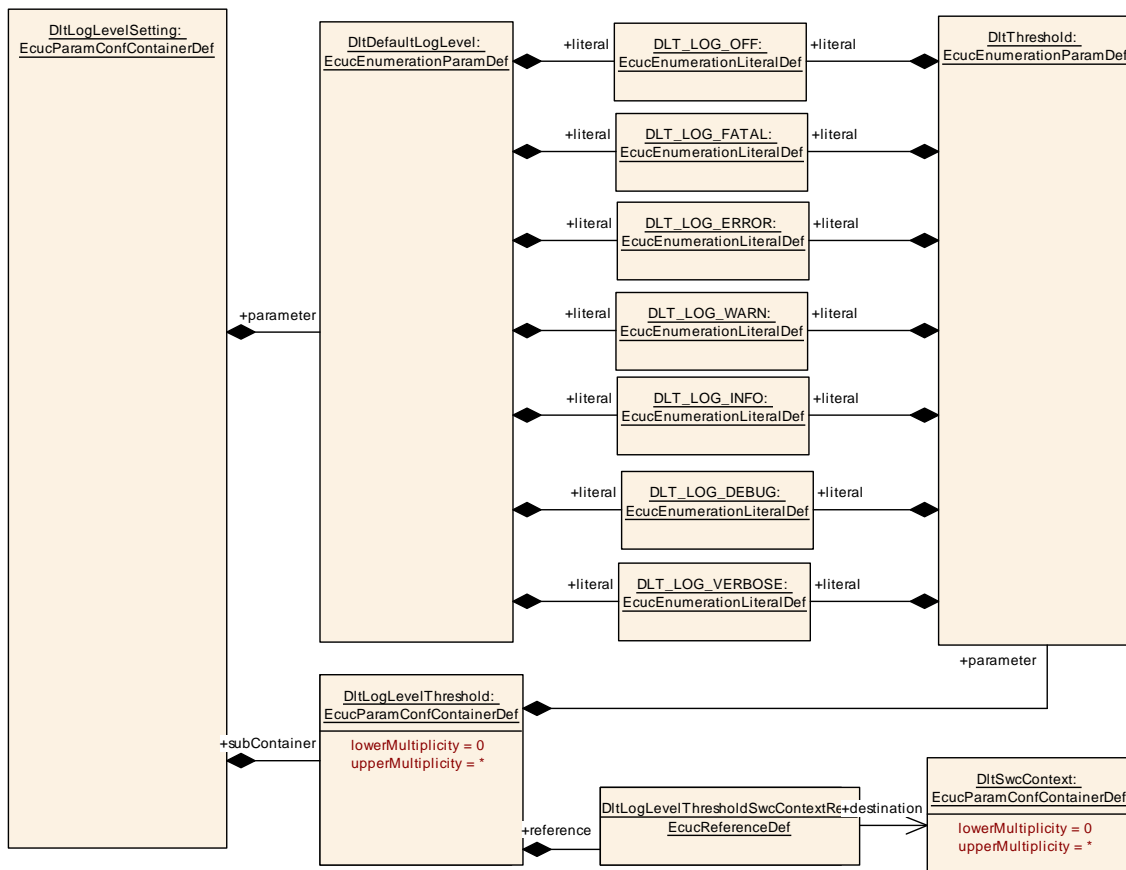 DltLogLevelSetting:
EcucParamConfContainerDef
DltDefaultLogLevel:
EcucEnumerationParamDef
+literal
DLT_LOG_OFF:
EcucEnumerationLiteralDef
+literal
DltThreshold:
EcucEnumerationParamDef
+literal
DLT_LOG_FATAL:
EcucEnumerationLiteralDef
+literal
+literal
DLT_LOG_ERROR:
EcucEnumerationLiteralDef
+literal
+parameter
+literal
DLT_LOG_WARN:
EcucEnumerationLiteralDef
+literal
+literal
DLT_LOG_INFO:
EcucEnumerationLiteralDef
+literal
+literal
DLT_LOG_DEBUG:
EcucEnumerationLiteralDef
+literal
+literal
DLT_LOG_VERBOSE:
EcucEnumerationLiteralDef
+literal
+parameter
+subContainer
DltLogLevelThreshold:
EcucParamConfContainerDef
lowerMultiplicity = 0
upperMultiplicity = *
+reference
DltLogLevelThresholdSwcContextRe
EcucReferenceDef
+destination
DltSwcContext:
EcucParamConfContainerDef
lowerMultiplicity = 0
upperMultiplicity = *